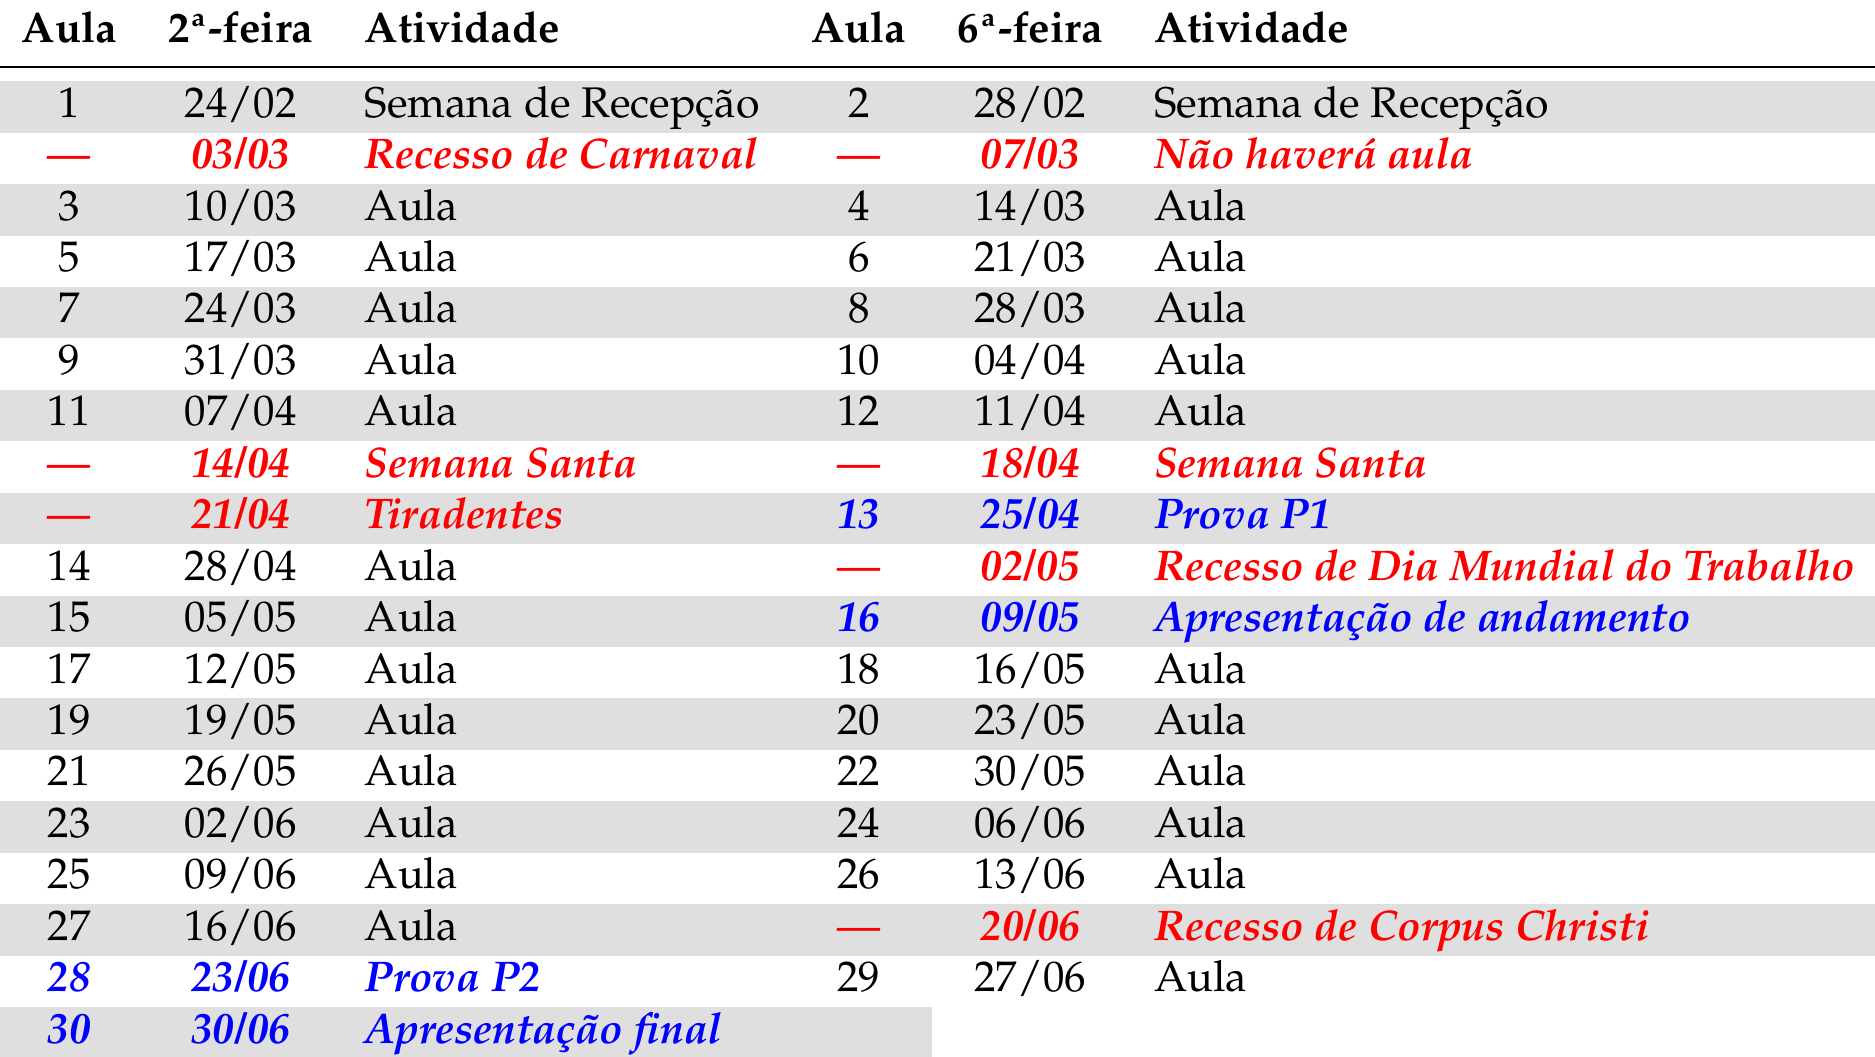 Aula 2ª-feira Atividade Aula 6ª-feira Atividade
1 24/02 Semana de Recepção 2 28/02 Semana de Recepção
— 03/03 Recesso de Carnaval — 07/03 Não haverá aula
3 10/03 Aula 4 14/03 Aula
5 17/03 Aula 6 21/03 Aula
7 24/03 Aula 8 28/03 Aula
9 31/03 Aula 10 04/04 Aula
11 07/04 Aula 12 11/04 Aula
— 14/04 Semana Santa — 18/04 Semana Santa
— 21/04 Tiradentes 13 25/04 Prova P1
14 28/04 Aula — 02/05 Recesso de Dia Mundial do Trabalho
15 05/05 Aula 16 09/05 Apresentação de andamento
17 12/05 Aula 18 16/05 Aula
19 19/05 Aula 20 23/05 Aula
21 26/05 Aula 22 30/05 Aula
23 02/06 Aula 24 06/06 Aula
25 09/06 Aula 26 13/06 Aula
27 16/06 Aula — 20/06 Recesso de Corpus Christi
28 23/06 Prova P2 29 27/06 Aula
30 30/06 Apresentação final